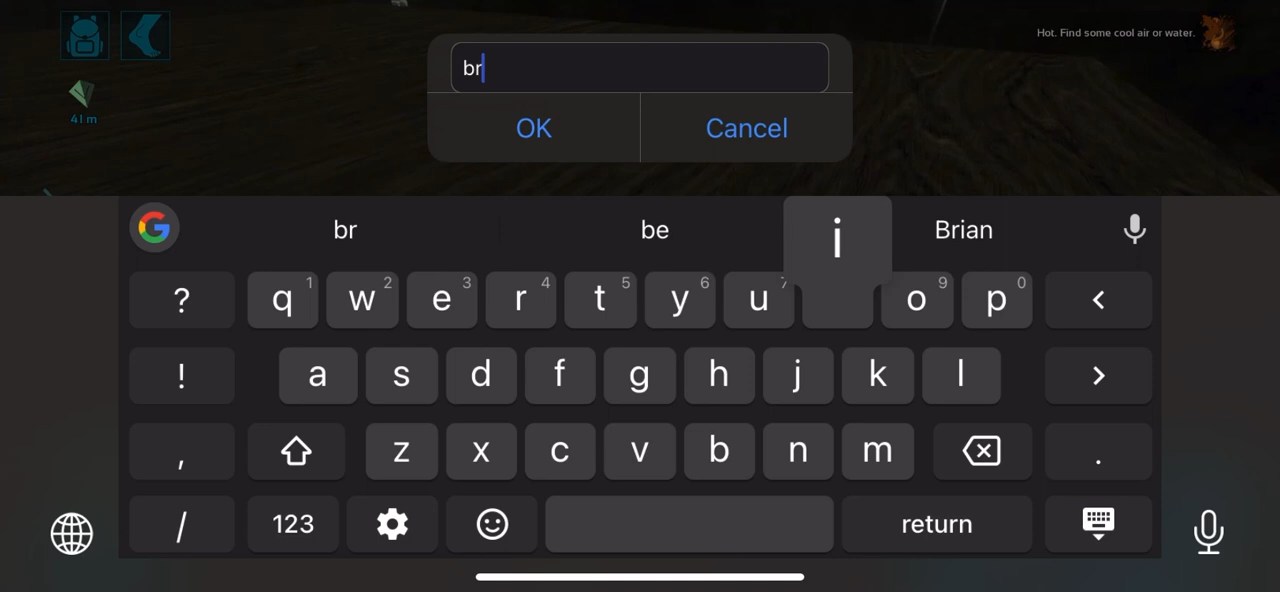 Hot. Find some cool air or water.
br
41 m
OK Cancel
br be Brian
i
? q 1 w 2 e 3 r 4 t 5 y 6 u 7 o 9 p 0 <
! a s d f g h j k l >
, z x c v b n m .
/ 123 return